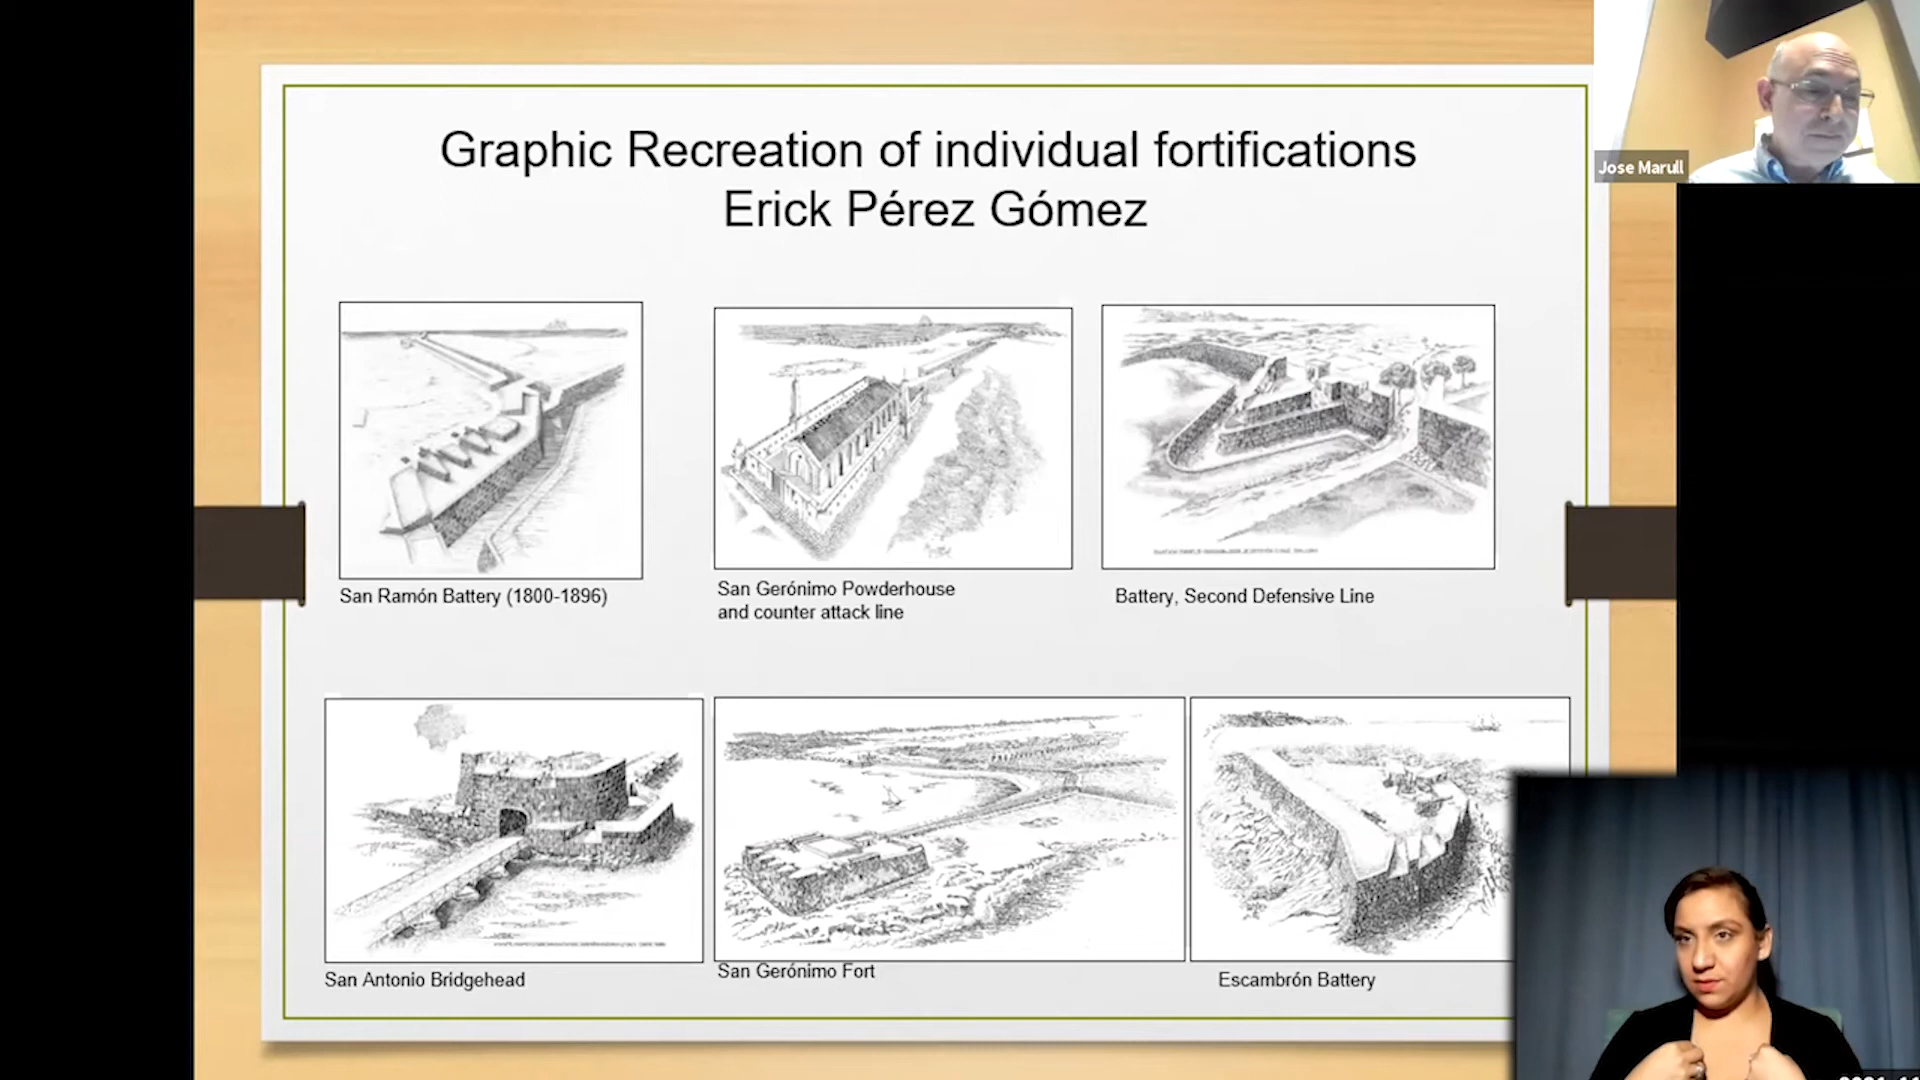 Graphic Recreation of individual fortifications
Erick Pérez Gómez
Jose Marull
San Ramón Battery (1800-1896)
San Gerónimo Powderhouse
and counter attack line
Battery, Second Defensive Line
San Antonio Bridgehead
San Gerónimo Fort
Escambrón Battery